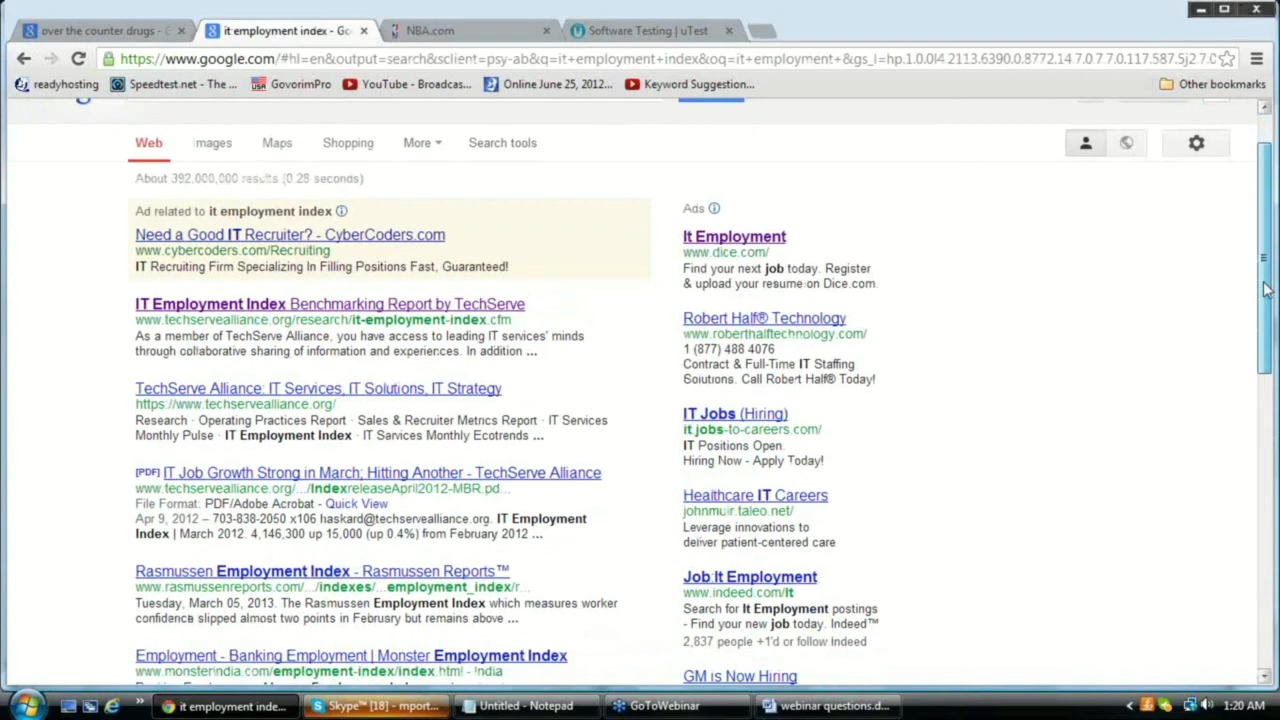 over the counter drugs - G
it employment index - Go
NBA.com
Software Testing | uTest
https://www.google.com/#hl=en&output=search&sclient=psy-ab&q=it+employment+index&oq=it+employment+&gs_l=hp.1.0.0l4.2113.6390.0.8772.14.7.0.7.7.0.117.587.5j2.7.0
readyhosting
Speedtest.net - The ...
GovorimPro
YouTube - Broadcas...
Online June 25, 2012...
Keyword Suggestion...
Other bookmarks
Web
Images
Maps
Shopping
More
Search tools
About 392,000,000 results (0.28 seconds)
Ad related to it employment index
Need a Good IT Recruiter? - CyberCoders.com
www.cybercoders.com/Recruiting
IT Recruiting Firm Specializing In Filling Positions Fast, Guaranteed!
IT Employment Index Benchmarking Report by TechServe
www.techservealliance.org/research/it-employment-index.cfm
As a member of TechServe Alliance, you have access to leading IT services' minds
through collaborative sharing of information and experiences. In addition ...
TechServe Alliance: IT Services, IT Solutions, IT Strategy
https://www.techservealliance.org/
Research · Operating Practices Report · Sales & Recruiter Metrics Report · IT Services
Monthly Pulse · IT Employment Index · IT Services Monthly Ecotrends ...
[PDF] IT Job Growth Strong in March; Hitting Another - TechServe Alliance
www.techservealliance.org/.../IndexreleaseApril2012-MBR.pd...
File Format: PDF/Adobe Acrobat - Quick View
Apr 9, 2012 – 703-838-2050 x106 haskard@techservealliance.org. IT Employment
Index | March 2012. 4,146,300 up 15,000 (up 0.4%) from February 2012 ...
Rasmussen Employment Index - Rasmussen Reports™
www.rasmussenreports.com/.../indexes/...employment_index/r...
Tuesday, March 05, 2013. The Rasmussen Employment Index which measures worker
confidence slipped almost two points in February but remains above ...
Employment - Banking Employment | Monster Employment Index
www.monsterindia.com/employment-index/index.html - India
Ads
It Employment
www.dice.com/
Find your next job today. Register
& upload your resume on Dice.com.
Robert Half® Technology
www.roberthalftechnology.com/
1 (877) 488 4076
Contract & Full-Time IT Staffing
Solutions. Call Robert Half® Today!
IT Jobs (Hiring)
it.jobs-to-careers.com/
IT Positions Open.
Hiring Now - Apply Today!
Healthcare IT Careers
johnmuir.taleo.net/
Leverage innovations to
deliver patient-centered care
Job It Employment
www.indeed.com/It
Search for It Employment postings
- Find your new job today. Indeed™
2,837 people +1'd or follow Indeed
GM is Now Hiring
it employment inde...
Skype™ [18] - mport...
Untitled - Notepad
GoToWebinar
webinar questions.d...
1:20 AM